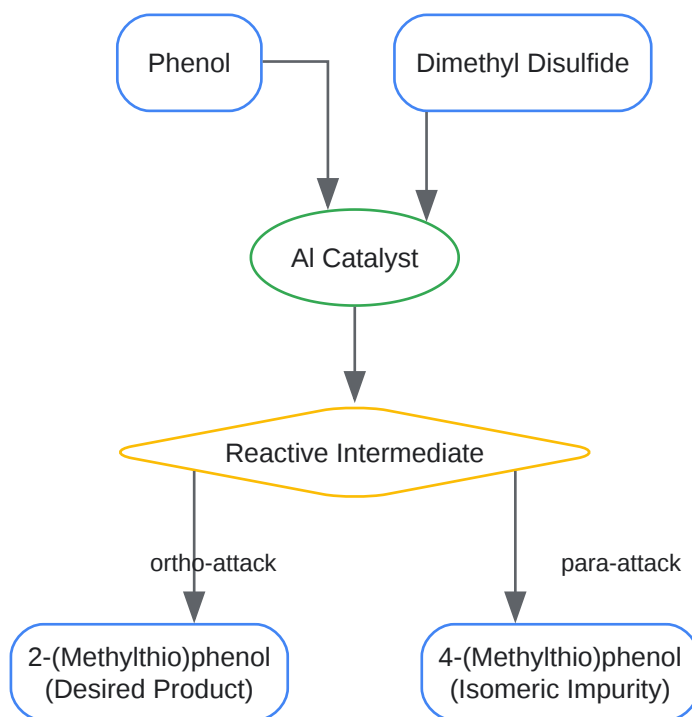 Phenol
Dimethyl Disulfide
Al Catalyst
Reactive Intermediate
ortho-attack
para-attack
2-(Methylthio)phenol
(Desired Product)
4-(Methylthio)phenol
(Isomeric Impurity)